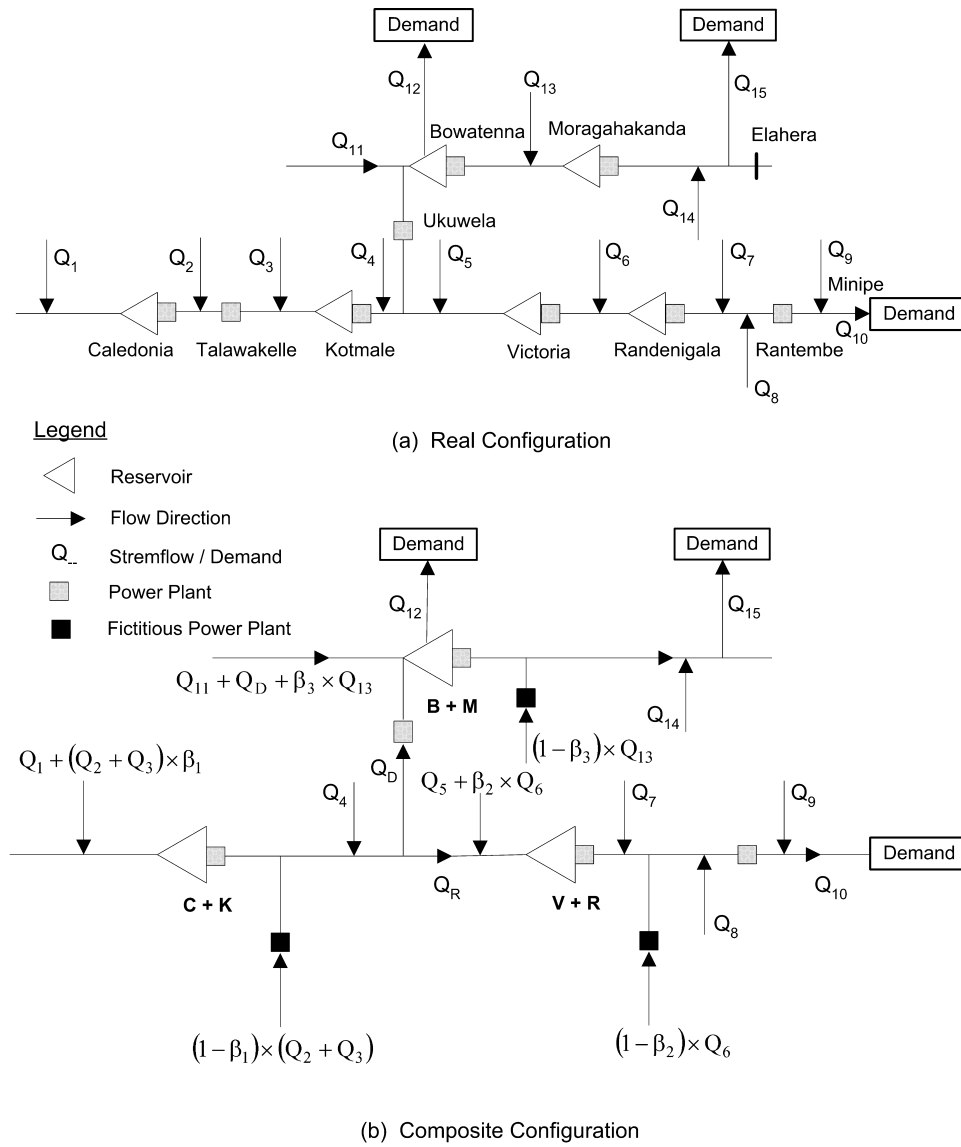 Demand
Demand
Q12
Q13
Q15
Bowatenna
Moragahakanda
Elahera
Q11
Q14
Ukuwela
Q1
Q2
Q3
Q4
Q5
Q6
Q7
Q9
Minipe
Demand
Q10
Caledonia
Talawakelle
Kotmale
Victoria
Randenigala
Rantembe
Q8
(a) Real Configuration
Legend
Reservoir
Flow Direction
Q-- Stremflow / Demand
Power Plant
Fictitious Power Plant
Demand
Demand
Q12
Q15
Q11 + QD + β3 × Q13
B + M
Q14
(1−β3)× Q13
Q1 + (Q2 + Q3)× β1
QD
Q5 + β2 × Q6
Q4
Q7
Q9
Demand
QR
Q10
C + K
V + R
Q8
(1−β1)×(Q2 + Q3)
(1−β2)× Q6
(b) Composite Configuration